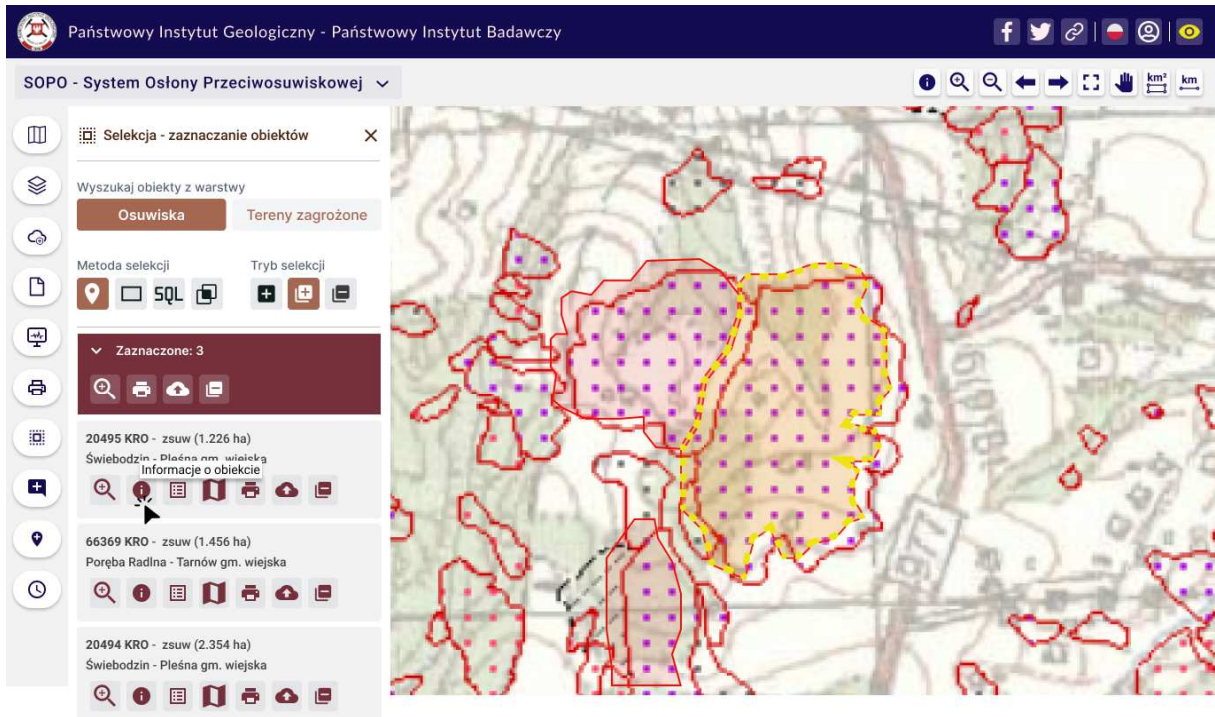 Państwowy Instytut Geologiczny - Państwowy Instytut Badawczy
SOPO - System Osłony Przeciwosuwiskowej
km²
km
Selekcja - zaznaczanie obiektów
Wyszukaj obiekty z warstwy
Osuwiska
Tereny zagrożone
Metoda selekcji
Tryb selekcji
SQL
Zaznaczone: 3
20495 KRO - zsuw (1.226 ha)
Świebodzin - Pleśna gm. wiejska
Informacje o obiekcie
66369 KRO - zsuw (1.456 ha)
Poręba Radlna - Tarnów gm. wiejska
20494 KRO - zsuw (2.354 ha)
Świebodzin - Pleśna gm. wiejska
977